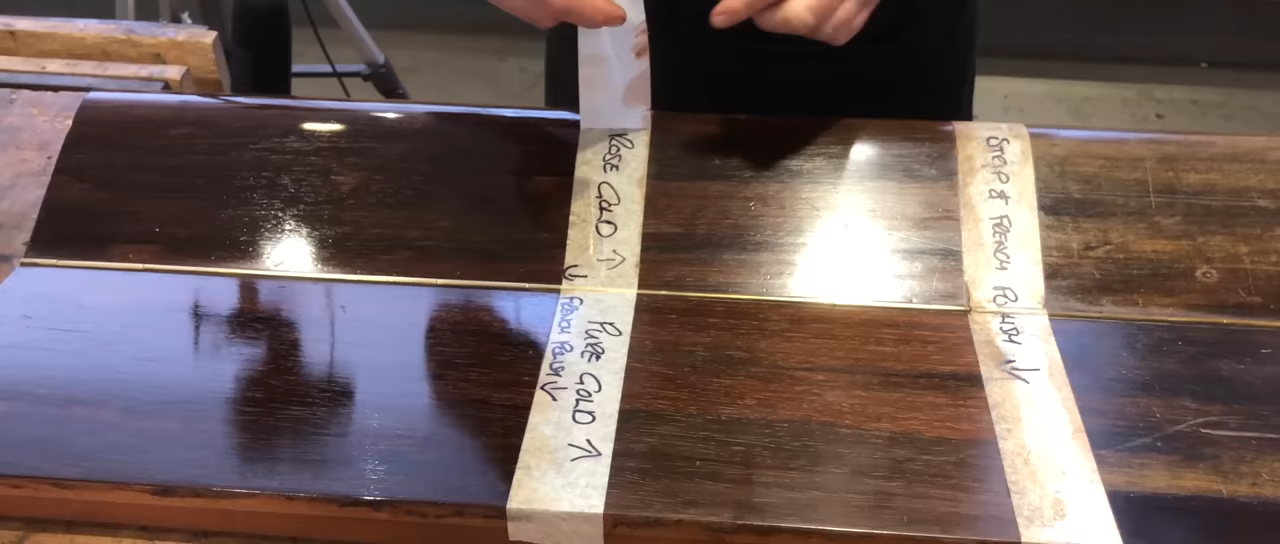 ROSE GOLD ↑
↓ FRENCH POLISH ↓
PURE GOLD ↑
STRIP & FRENCH POLISH ↓